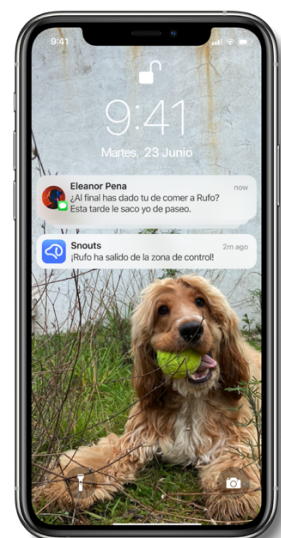 9:41
9:41
Martes, 23 Junio
Eleanor Pena
now
¿Al final has dado tu de comer a Rufo?
Esta tarde le saco yo de paseo.
Snouts
2m ago
¡Rufo ha salido de la zona de control!